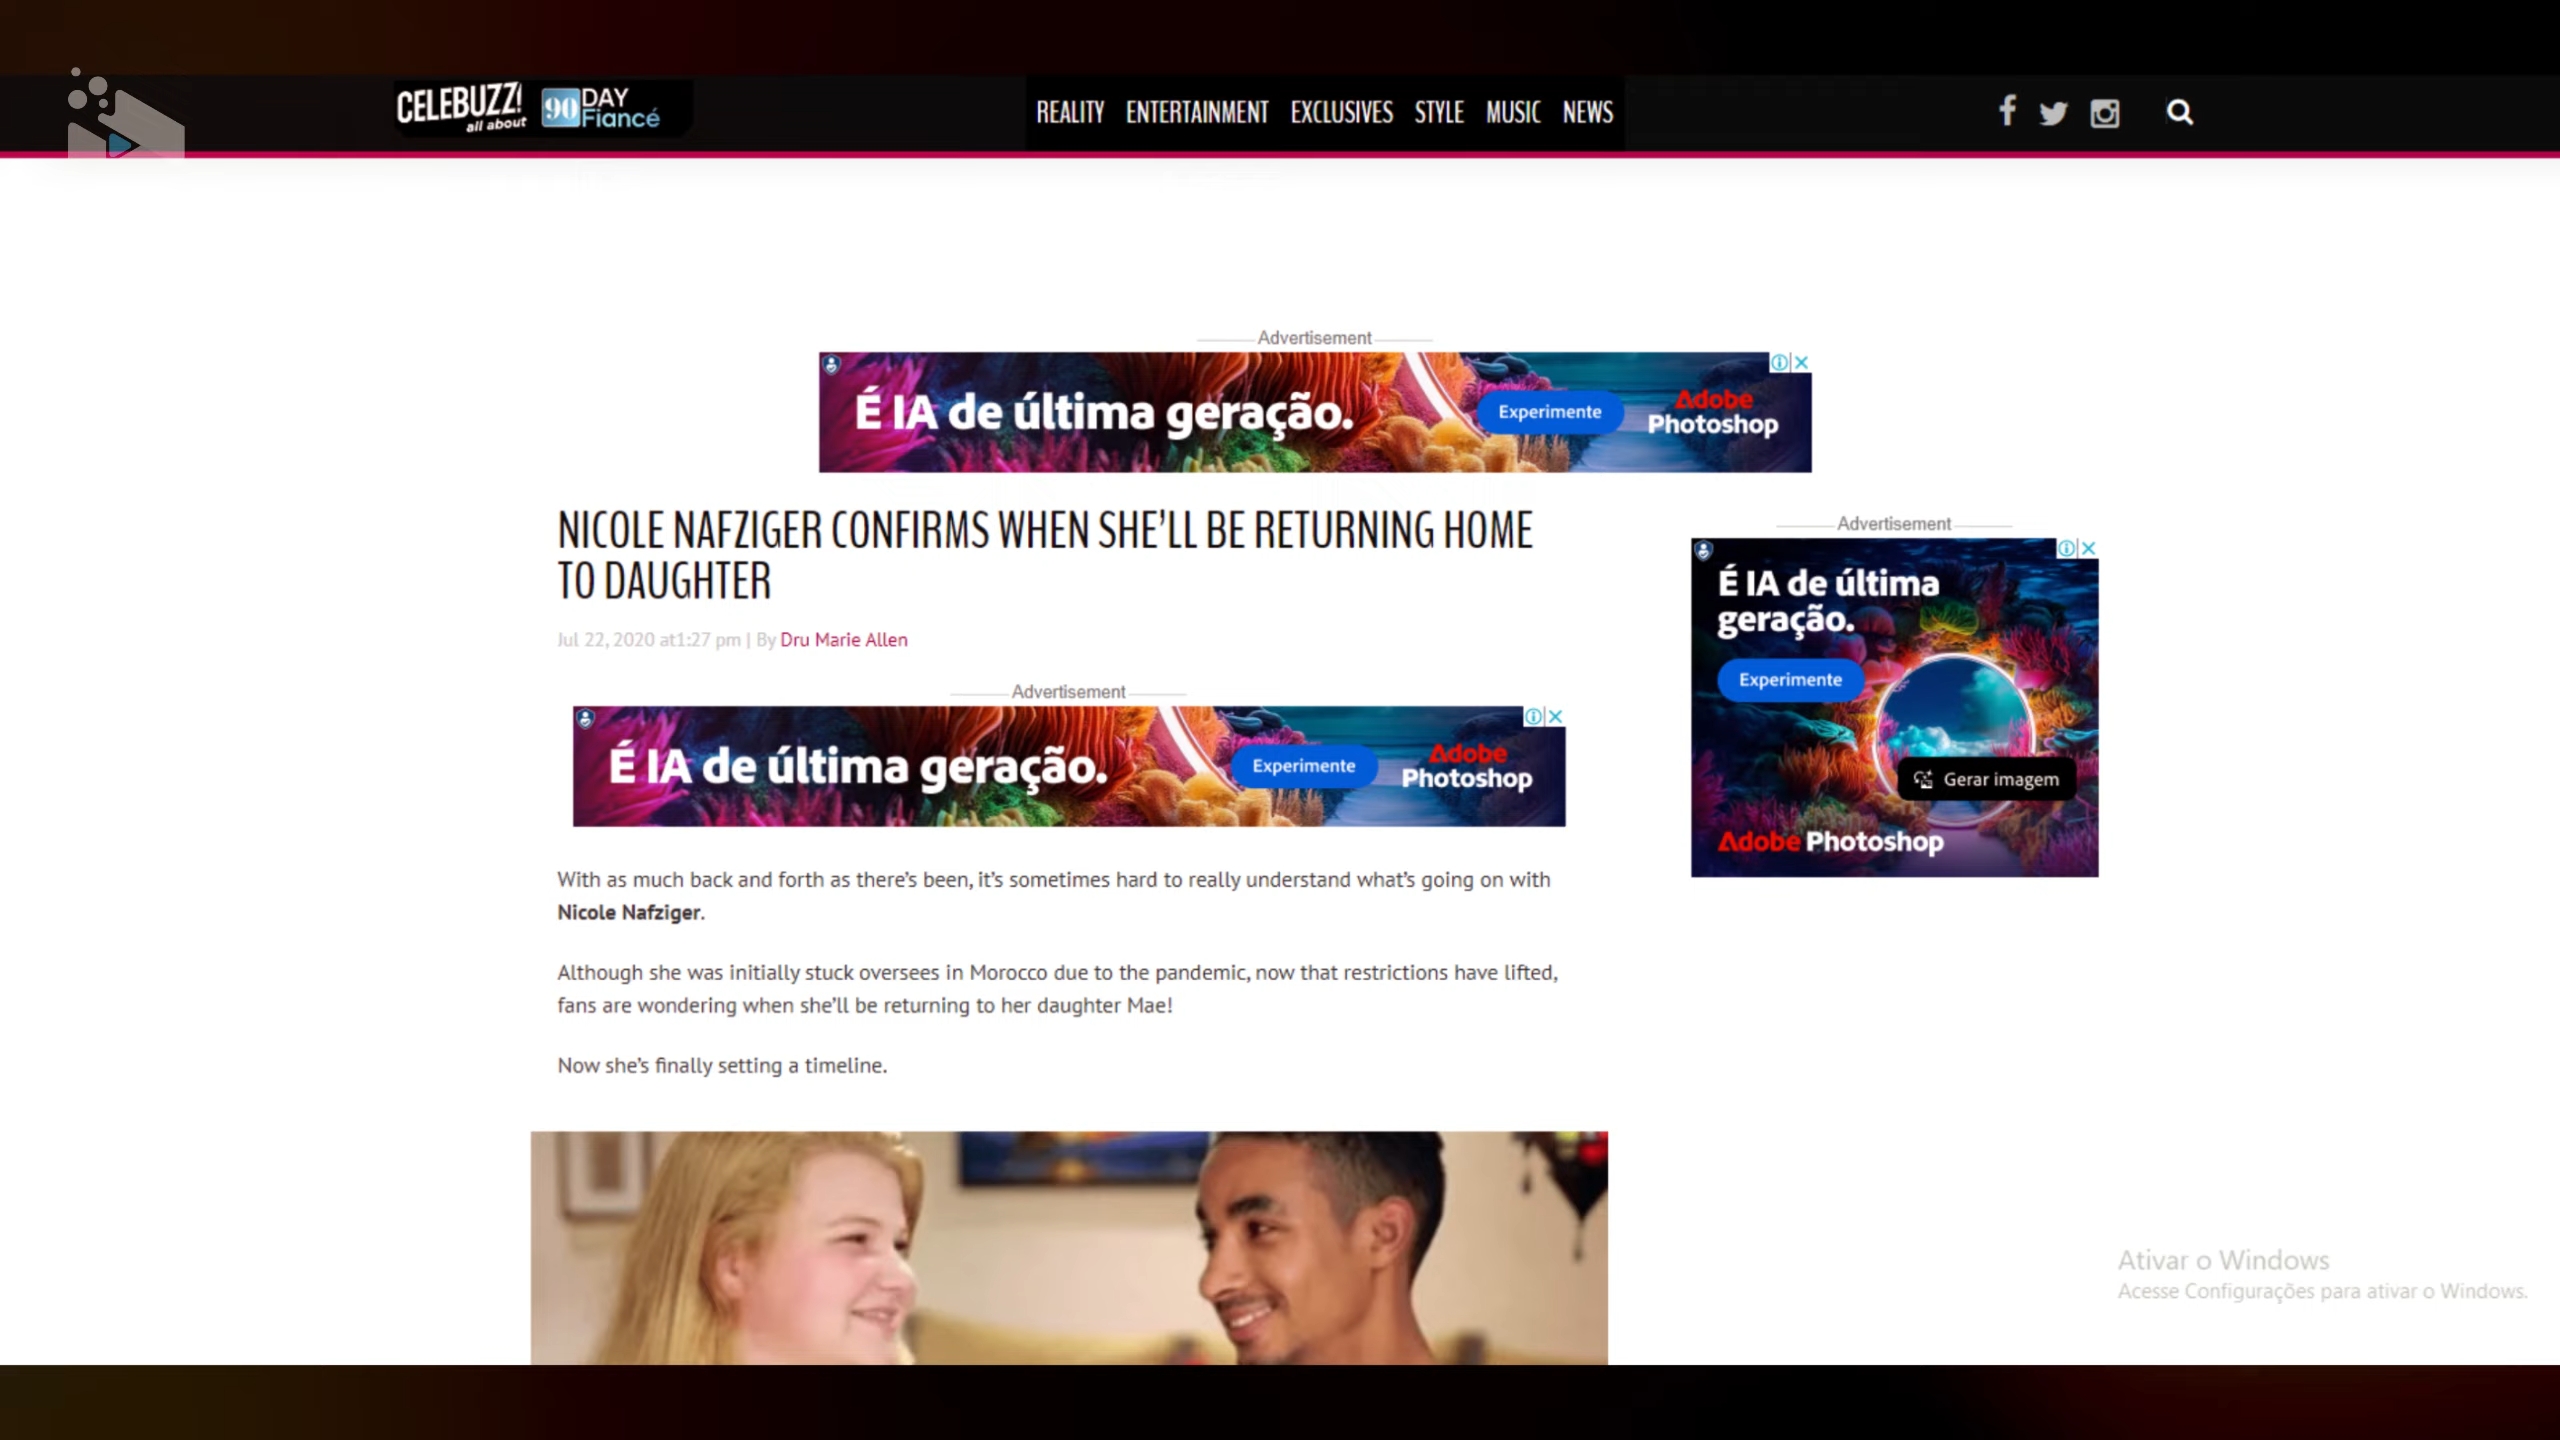 CELEBUZZ!
all about
90 DAY
Fiancé
REALITY ENTERTAINMENT EXCLUSIVES STYLE MUSIC NEWS
Advertisement
É IA de última geração.
Experimente
Adobe
Photoshop
NICOLE NAFZIGER CONFIRMS WHEN SHE'LL BE RETURNING HOME
TO DAUGHTER
Jul 22, 2020 at1:27 pm | By Dru Marie Allen
Advertisement
É IA de última geração.
Experimente
Adobe
Photoshop
With as much back and forth as there's been, it's sometimes hard to really understand what's going on with
Nicole Nafziger.
Although she was initially stuck oversees in Morocco due to the pandemic, now that restrictions have lifted,
fans are wondering when she'll be returning to her daughter Mae!
Now she's finally setting a timeline.
Advertisement
É IA de última
geração.
Experimente
Gerar imagem
Adobe Photoshop
Ativar o Windows
Acesse Configurações para ativar o Windows.